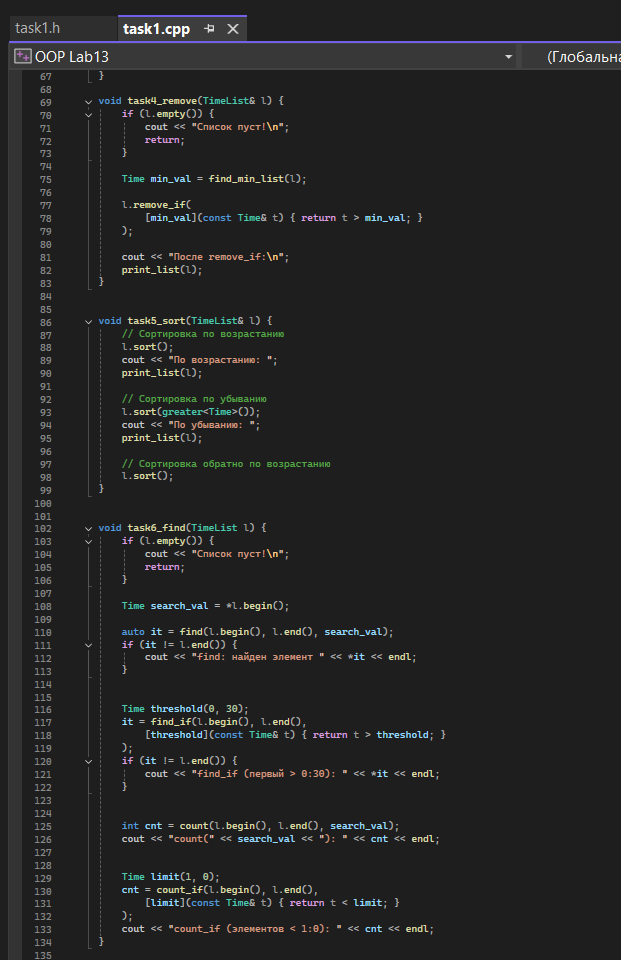 task1.h
task1.cpp
OOP Lab13
(Глобальна
67 }
68
69 void task4_remove(TimeList& l) {
70     if (l.empty()) {
71         cout << "Список пуст!\n";
72         return;
73     }
74
75     Time min_val = find_min_list(l);
76
77     l.remove_if(
78         [min_val](const Time& t) { return t > min_val; }
79     );
80
81     cout << "После remove_if:\n";
82     print_list(l);
83 }
84
85
86 void task5_sort(TimeList& l) {
87     // Сортировка по возрастанию
88     l.sort();
89     cout << "По возрастанию: ";
90     print_list(l);
91
92     // Сортировка по убыванию
93     l.sort(greater<Time>());
94     cout << "По убыванию: ";
95     print_list(l);
96
97     // Сортировка обратно по возрастанию
98     l.sort();
99 }
100
101
102 void task6_find(TimeList l) {
103     if (l.empty()) {
104         cout << "Список пуст!\n";
105         return;
106     }
107
108     Time search_val = *l.begin();
109
110     auto it = find(l.begin(), l.end(), search_val);
111     if (it != l.end()) {
112         cout << "find: найден элемент " << *it << endl;
113     }
114
115
116     Time threshold(0, 30);
117     it = find_if(l.begin(), l.end(),
118         [threshold](const Time& t) { return t > threshold; }
119     );
120     if (it != l.end()) {
121         cout << "find_if (первый > 0:30): " << *it << endl;
122     }
123
124
125     int cnt = count(l.begin(), l.end(), search_val);
126     cout << "count(" << search_val << "): " << cnt << endl;
127
128
129     Time limit(1, 0);
130     cnt = count_if(l.begin(), l.end(),
131         [limit](const Time& t) { return t < limit; }
132     );
133     cout << "count_if (элементов < 1:0): " << cnt << endl;
134 }
135